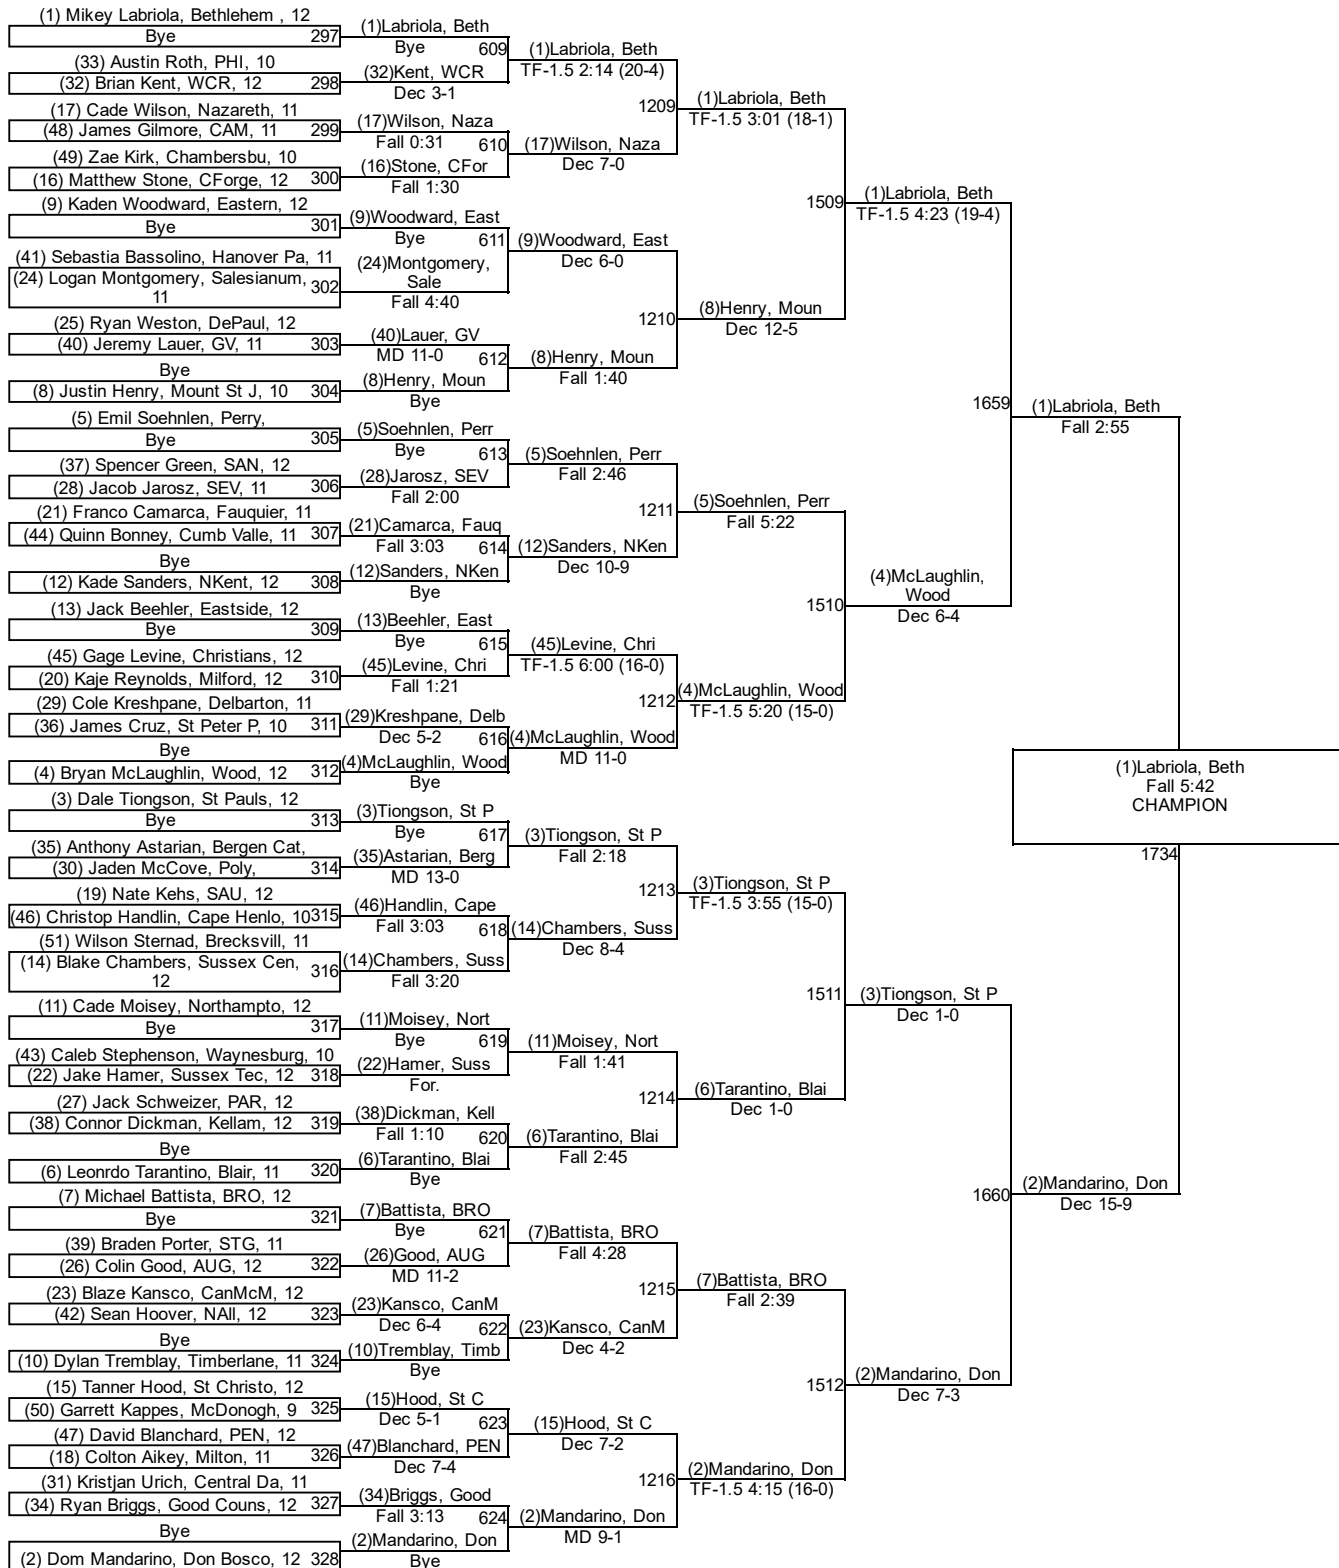 (1) Mikey Labriola, Bethlehem , 12
Bye 297
(33) Austin Roth, PHI, 10
(32) Brian Kent, WCR, 12 298
(17) Cade Wilson, Nazareth, 11
(48) James Gilmore, CAM, 11 299
(49) Zae Kirk, Chambersbu, 10
(16) Matthew Stone, CForge, 12 300
(9) Kaden Woodward, Eastern, 12
Bye 301
(41) Sebastia Bassolino, Hanover Pa, 11
(24) Logan Montgomery, Salesianum,
11
302
(25) Ryan Weston, DePaul, 12
(40) Jeremy Lauer, GV, 11 303
Bye
(8) Justin Henry, Mount St J, 10 304
(5) Emil Soehnlen, Perry,
Bye 305
(37) Spencer Green, SAN, 12
(28) Jacob Jarosz, SEV, 11 306
(21) Franco Camarca, Fauquier, 11
(44) Quinn Bonney, Cumb Valle, 11 307
Bye
(12) Kade Sanders, NKent, 12 308
(13) Jack Beehler, Eastside, 12
Bye 309
(45) Gage Levine, Christians, 12
(20) Kaje Reynolds, Milford, 12 310
(29) Cole Kreshpane, Delbarton, 11
(36) James Cruz, St Peter P, 10 311
Bye
(4) Bryan McLaughlin, Wood, 12 312
(3) Dale Tiongson, St Pauls, 12
Bye 313
(35) Anthony Astarian, Bergen Cat,
(30) Jaden McCove, Poly, 314
(19) Nate Kehs, SAU, 12
(46) Christop Handlin, Cape Henlo, 10 315
(51) Wilson Sternad, Brecksvill, 11
(14) Blake Chambers, Sussex Cen,
12
316
(11) Cade Moisey, Northampto, 12
Bye 317
(43) Caleb Stephenson, Waynesburg, 10
(22) Jake Hamer, Sussex Tec, 12 318
(27) Jack Schweizer, PAR, 12
(38) Connor Dickman, Kellam, 12 319
Bye
(6) Leonrdo Tarantino, Blair, 11 320
(7) Michael Battista, BRO, 12
Bye 321
(39) Braden Porter, STG, 11
(26) Colin Good, AUG, 12 322
(23) Blaze Kansco, CanMcM, 12
(42) Sean Hoover, NAll, 12 323
Bye
(10) Dylan Tremblay, Timberlane, 11 324
(15) Tanner Hood, St Christo, 12
(50) Garrett Kappes, McDonogh, 9 325
(47) David Blanchard, PEN, 12
(18) Colton Aikey, Milton, 11 326
(31) Kristjan Urich, Central Da, 11
(34) Ryan Briggs, Good Couns, 12 327
Bye
(2) Dom Mandarino, Don Bosco, 12 328
(1)Labriola, Beth
Bye 609
(32)Kent, WCR
Dec 3-1
(17)Wilson, Naza
Fall 0:31 610
(16)Stone, CFor
Fall 1:30
(9)Woodward, East
Bye 611
(24)Montgomery,
Sale
Fall 4:40
(40)Lauer, GV
MD 11-0 612
(8)Henry, Moun
Bye
(5)Soehnlen, Perr
Bye 613
(28)Jarosz, SEV
Fall 2:00
(21)Camarca, Fauq
Fall 3:03 614
(12)Sanders, NKen
Bye
(13)Beehler, East
Bye 615
(45)Levine, Chri
Fall 1:21
(29)Kreshpane, Delb
Dec 5-2 616
(4)McLaughlin, Wood
Bye
(3)Tiongson, St P
Bye 617
(35)Astarian, Berg
MD 13-0
(46)Handlin, Cape
Fall 3:03 618
(14)Chambers, Suss
Fall 3:20
(11)Moisey, Nort
Bye 619
(22)Hamer, Suss
For.
(38)Dickman, Kell
Fall 1:10 620
(6)Tarantino, Blai
Bye
(7)Battista, BRO
Bye 621
(26)Good, AUG
MD 11-2
(23)Kansco, CanM
Dec 6-4 622
(10)Tremblay, Timb
Bye
(15)Hood, St C
Dec 5-1 623
(47)Blanchard, PEN
Dec 7-4
(34)Briggs, Good
Fall 3:13 624
(2)Mandarino, Don
Bye
(1)Labriola, Beth
TF-1.5 2:14 (20-4)
1209
(17)Wilson, Naza
Dec 7-0
(9)Woodward, East
Dec 6-0
1210
(8)Henry, Moun
Fall 1:40
(5)Soehnlen, Perr
Fall 2:46
1211
(12)Sanders, NKen
Dec 10-9
(45)Levine, Chri
TF-1.5 6:00 (16-0)
1212
(4)McLaughlin, Wood
MD 11-0
(3)Tiongson, St P
Fall 2:18
1213
(14)Chambers, Suss
Dec 8-4
(11)Moisey, Nort
Fall 1:41
1214
(6)Tarantino, Blai
Fall 2:45
(7)Battista, BRO
Fall 4:28
1215
(23)Kansco, CanM
Dec 4-2
(15)Hood, St C
Dec 7-2
1216
(2)Mandarino, Don
MD 9-1
(1)Labriola, Beth
TF-1.5 3:01 (18-1)
1509
(8)Henry, Moun
Dec 12-5
(5)Soehnlen, Perr
Fall 5:22
1510
(4)McLaughlin, Wood
TF-1.5 5:20 (15-0)
(3)Tiongson, St P
TF-1.5 3:55 (15-0)
1511
(6)Tarantino, Blai
Dec 1-0
(7)Battista, BRO
Fall 2:39
1512
(2)Mandarino, Don
TF-1.5 4:15 (16-0)
(1)Labriola, Beth
TF-1.5 4:23 (19-4)
1659
(4)McLaughlin,
Wood
Dec 6-4
(3)Tiongson, St P
Dec 1-0
1660
(2)Mandarino, Don
Dec 7-3
(1)Labriola, Beth
Fall 2:55
(2)Mandarino, Don
Dec 15-9
(1)Labriola, Beth
Fall 5:42
CHAMPION
1734